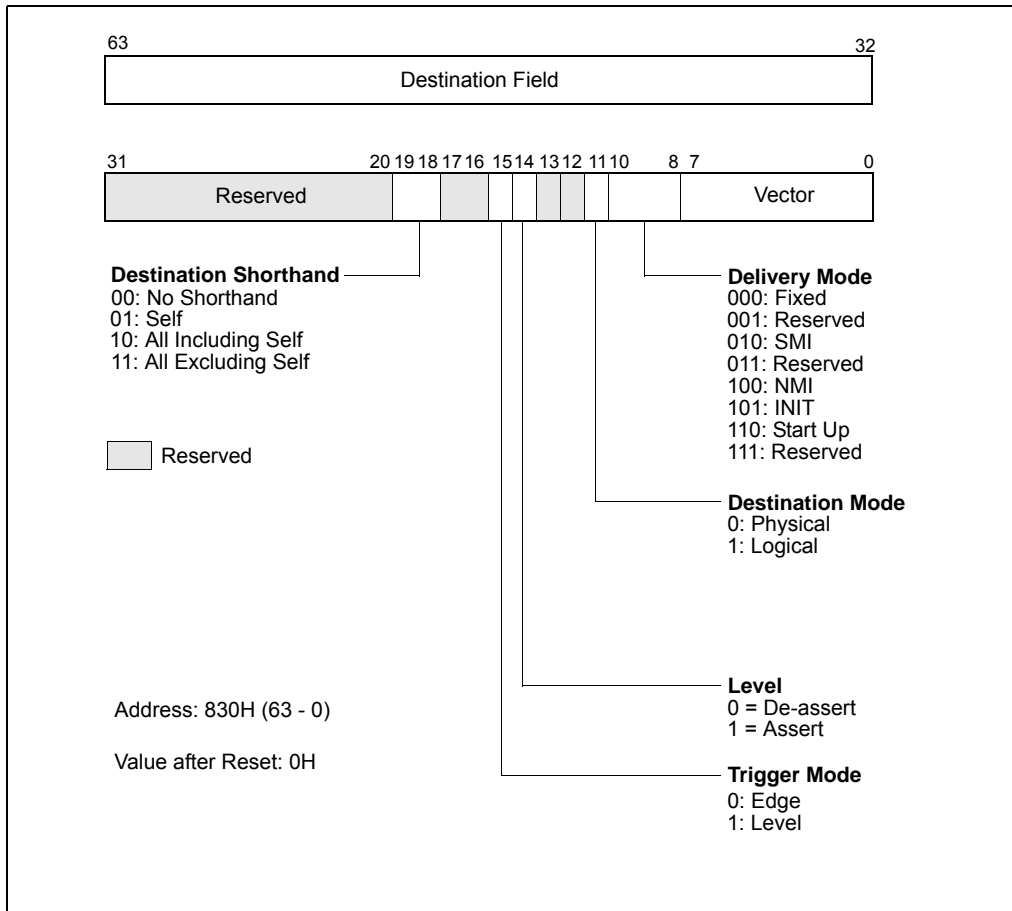 63 32
Destination Field
31 20 19 18 17 16 15 14 13 12 11 10 8 7 0
Reserved Vector
Destination Shorthand
00: No Shorthand
01: Self
10: All Including Self
11: All Excluding Self
Reserved
Delivery Mode
000: Fixed
001: Reserved
010: SMI
011: Reserved
100: NMI
101: INIT
110: Start Up
111: Reserved
Destination Mode
0: Physical
1: Logical
Level
0 = De-assert
1 = Assert
Address: 830H (63 - 0)
Value after Reset: 0H
Trigger Mode
0: Edge
1: Level